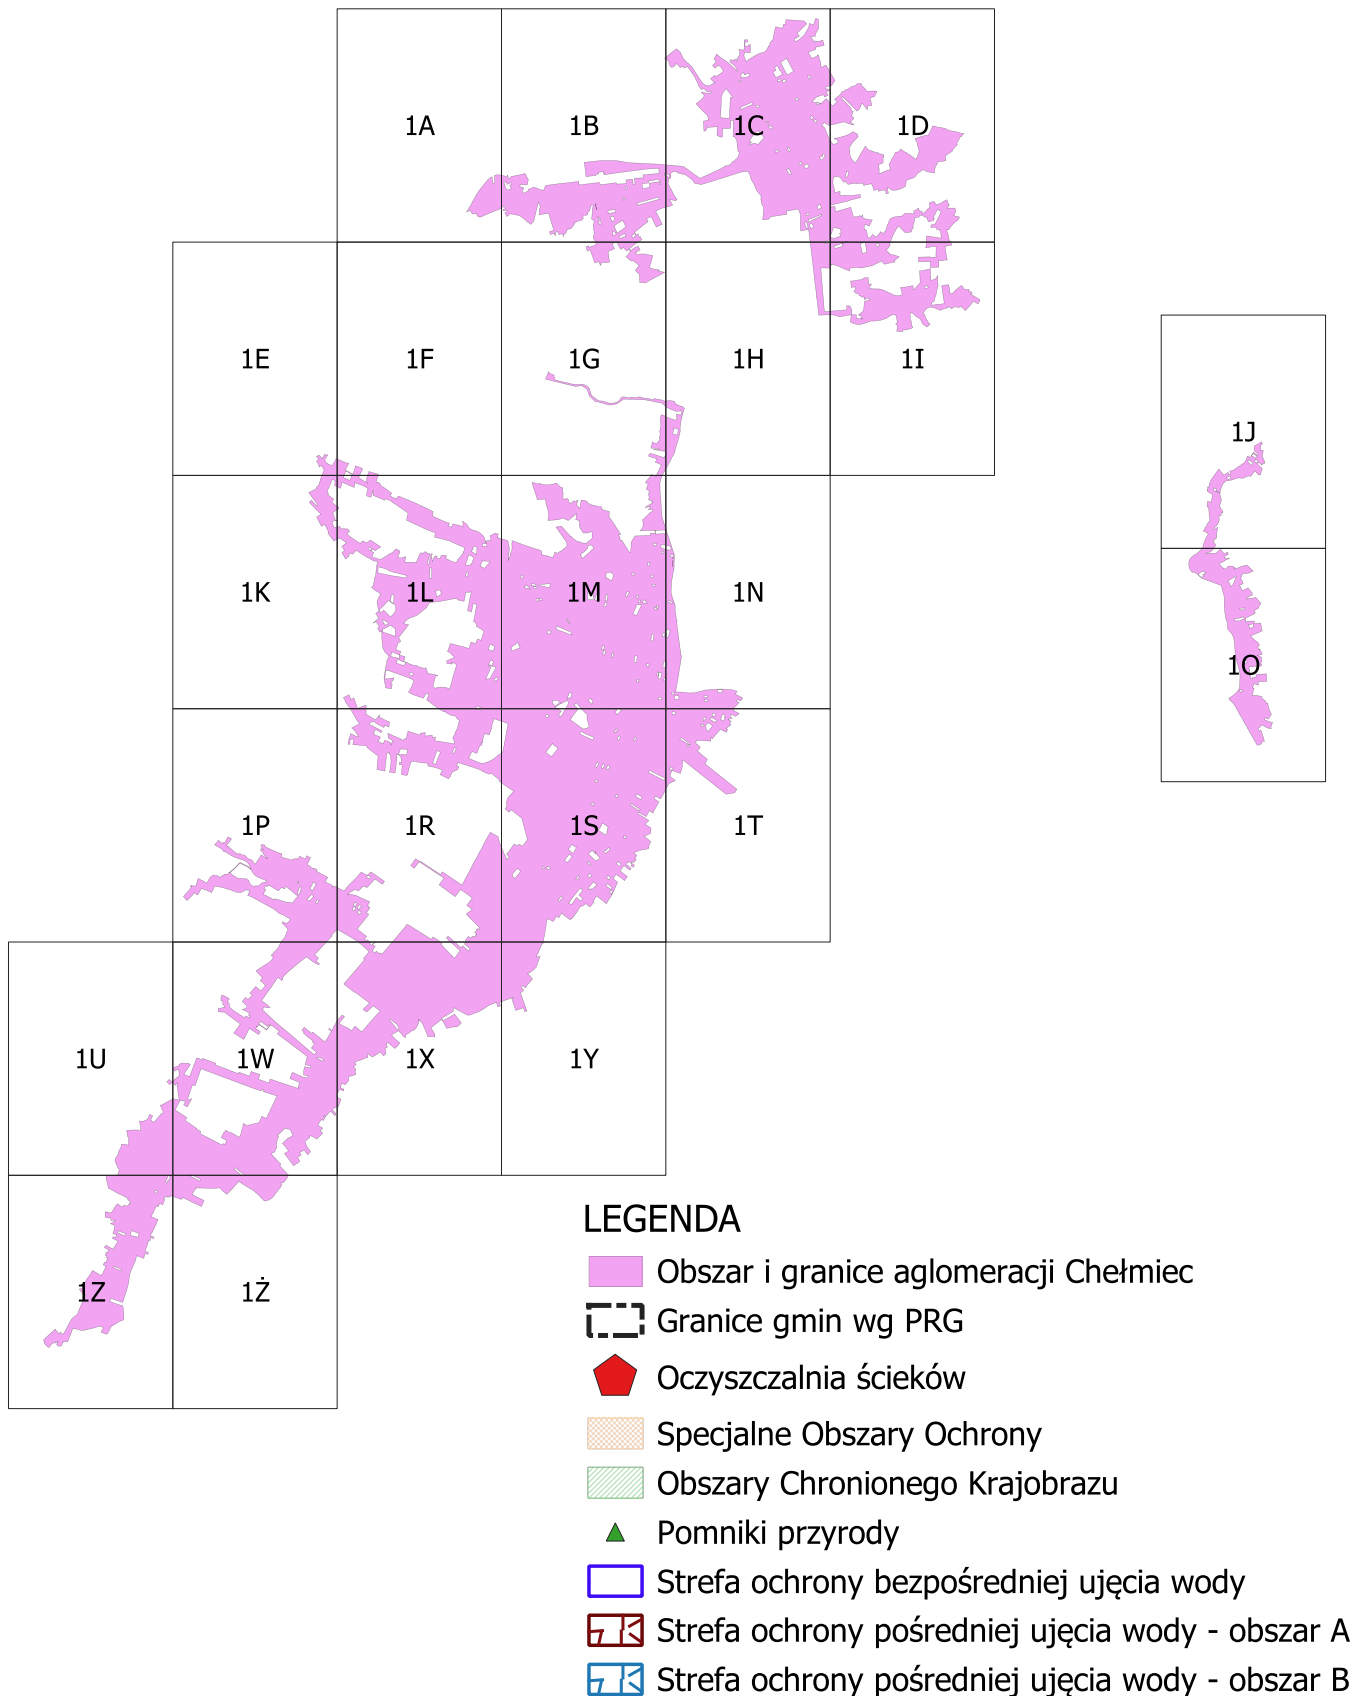 1A
1B
1C
1D
1E
1F
1G
1H
1I
1J
1K
1L
1M
1N
1O
1P
1R
1S
1T
1U
1W
1X
1Y
1Z
1Ż
LEGENDA
Obszar i granice aglomeracji Chełmiec
Granice gmin wg PRG
Oczyszczalnia ścieków
Specjalne Obszary Ochrony
Obszary Chronionego Krajobrazu
Pomniki przyrody
Strefa ochrony bezpośredniej ujęcia wody
Strefa ochrony pośredniej ujęcia wody - obszar A
Strefa ochrony pośredniej ujęcia wody - obszar B